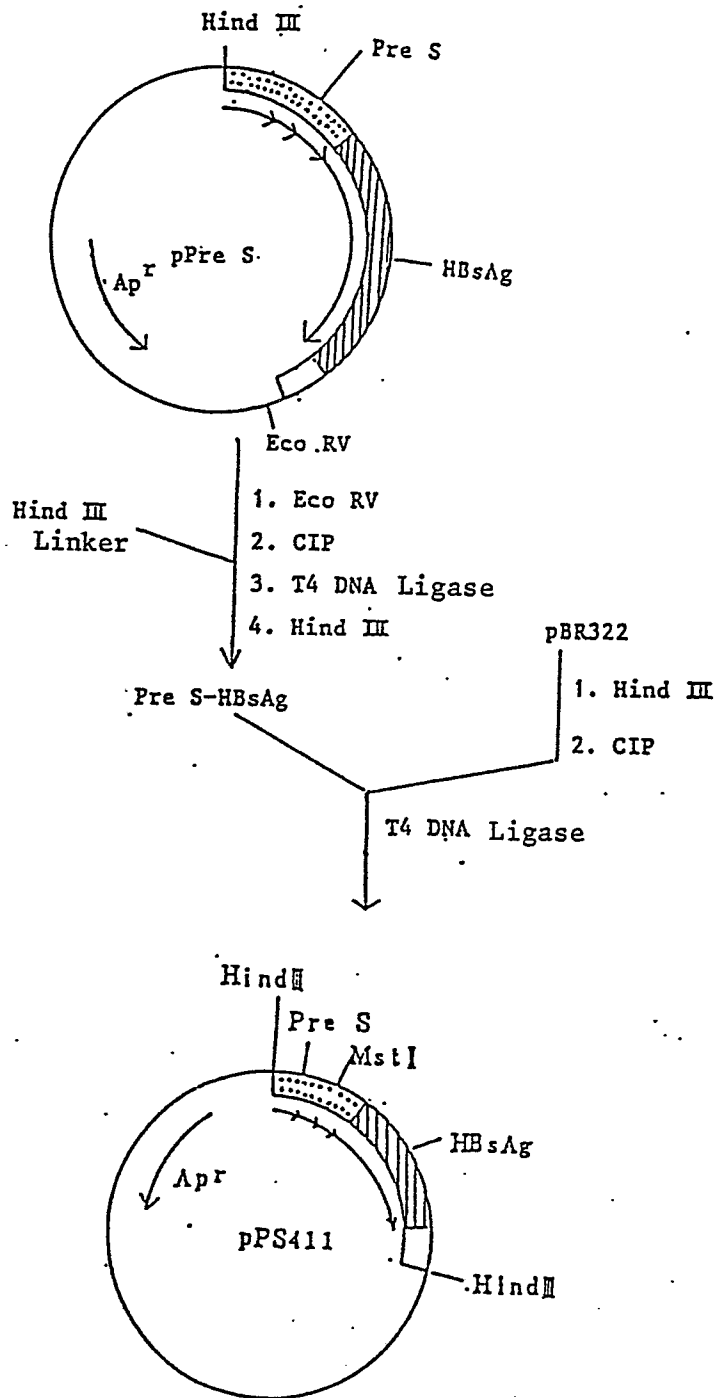 Hind III
Pre S
pPre S.
Apr
HBsAg
Eco.RV
Hind III
Linker
1. Eco RV
2. CIP
3. T4 DNA Ligase
4. Hind III
pBR322
1. Hind III
2. CIP
Pre S-HBsAg
T4 DNA Ligase
HindⅢ
Pre S
MstI
HBsAg
Apr
pPS411
HindⅢ